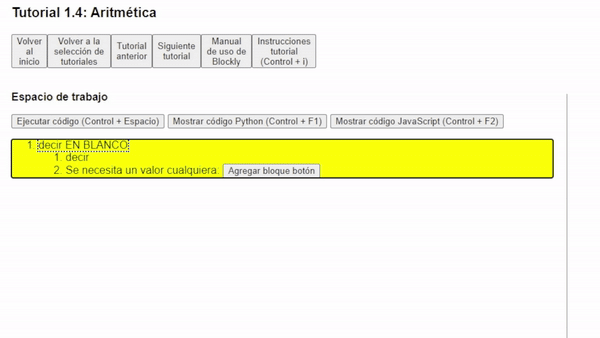 Tutorial 1.4: Aritmética
Volver al inicio
Volver a la selección de tutoriales
Tutorial anterior
Siguiente tutorial
Manual de uso de Blockly
Instrucciones tutorial (Control + i)
Espacio de trabajo
Ejecutar código (Control + Espacio) Mostrar código Python (Control + F1) Mostrar código JavaScript (Control + F2)
1. decir EN BLANCO
1. decir
2. Se necesita un valor cualquiera: Agregar bloque botón